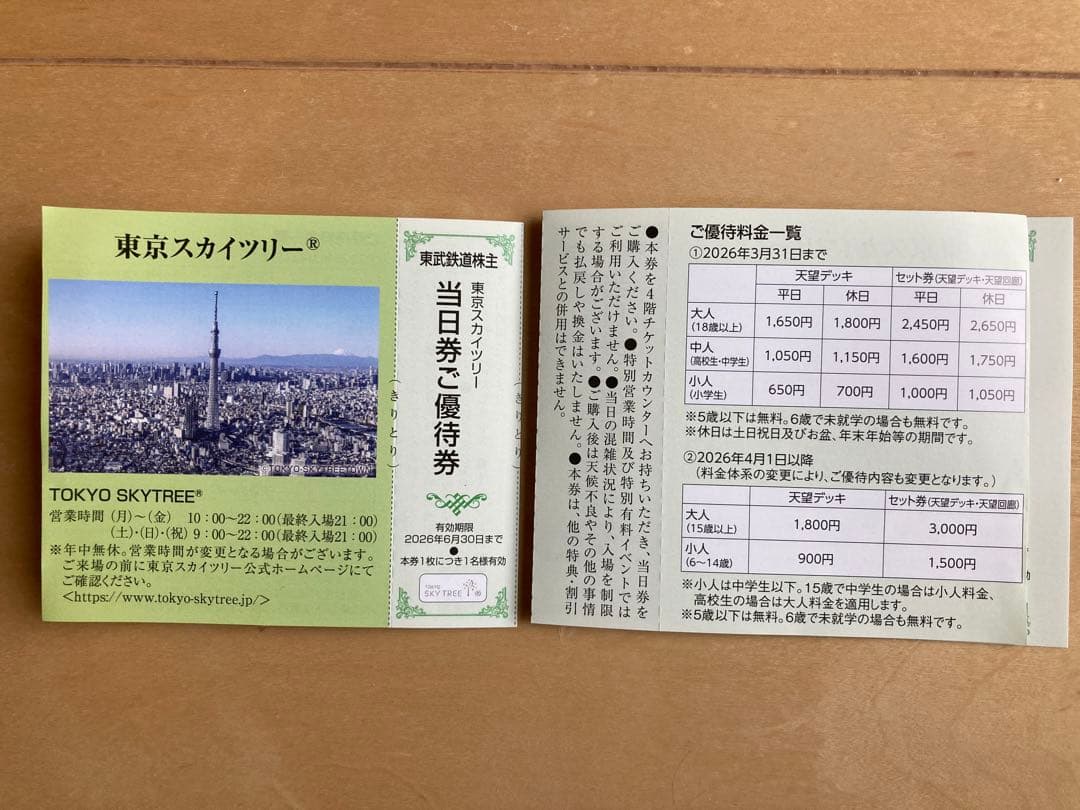 東京スカイツリー®
©TOKYO-SKYTREETOWN
TOKYO SKYTREE®
営業時間 (月)~(金) 10:00~22:00(最終入場21:00)
(土)・(日)・(祝) 9:00~22:00(最終入場21:00)
※年中無休。営業時間が変更となる場合がございます。
ご来場の前に東京スカイツリー公式ホームページにて
ご確認ください。
<https://www.tokyo-skytree.jp/>
(きりとり)
東武鉄道株主
東京スカイツリー
当日券ご優待券
有効期限
2026年6月30日まで
●
本券1枚につき1名様有効
TOKYO
SKYTREE®
(きりとり)
●本券を4階チケットカウンターへお持ちいただき、当日券を
ご購入ください。●特別営業時間及び特別有料イベントでは
ご利用いただけません。●当日の混雑状況により、入場を制限
する場合がございます。●ご購入後は天候不良やその他の事情
でも払戻しや換金はいたしません。●本券は、他の特典・割引
サービスとの併用はできません。
ご優待料金一覧
①2026年3月31日まで
天望デッキ セット券(天望デッキ・天望回廊)
平日 休日 平日 休日
大人
(18歳以上) 1,650円 1,800円 2,450円 2,650円
中人
(高校生・中学生) 1,050円 1,150円 1,600円 1,750円
小人
(小学生) 650円 700円 1,000円 1,050円
※5歳以下は無料。6歳で未就学の場合も無料です。
※休日は土日祝日及びお盆、年末年始等の期間です。
②2026年4月1日以降
(料金体系の変更により、ご優待内容も変更となります。)
天望デッキ セット券(天望デッキ・天望回廊)
大人
(15歳以上) 1,800円 3,000円
小人
(6~14歳) 900円 1,500円
※小人は中学生以下。15歳で中学生の場合は小人料金、
高校生の場合は大人料金を適用します。
※5歳以下は無料。6歳で未就学の場合も無料です。